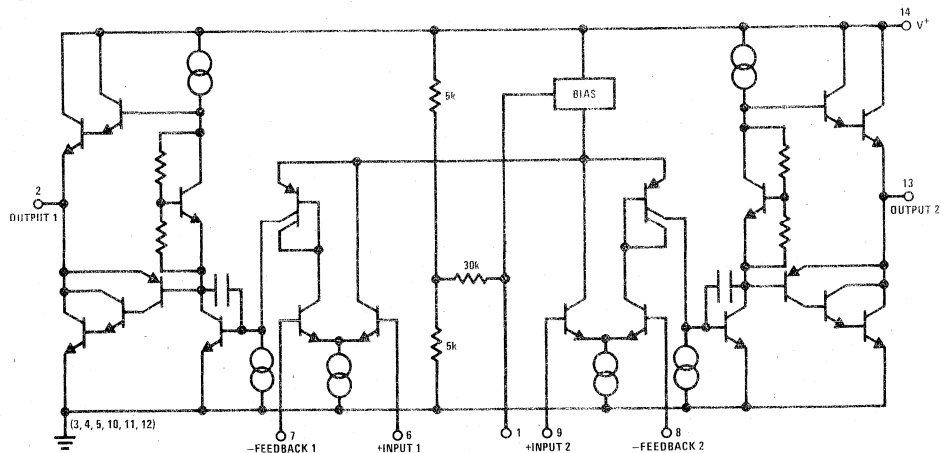 14
V+
5k
BIAS
2
OUTPUT 1
13
OUTPUT 2
30k
5k
(3, 4, 5, 10, 11, 12)
7
−FEEDBACK 1
6
+INPUT 1
1
9
+INPUT 2
8
−FEEDBACK 2